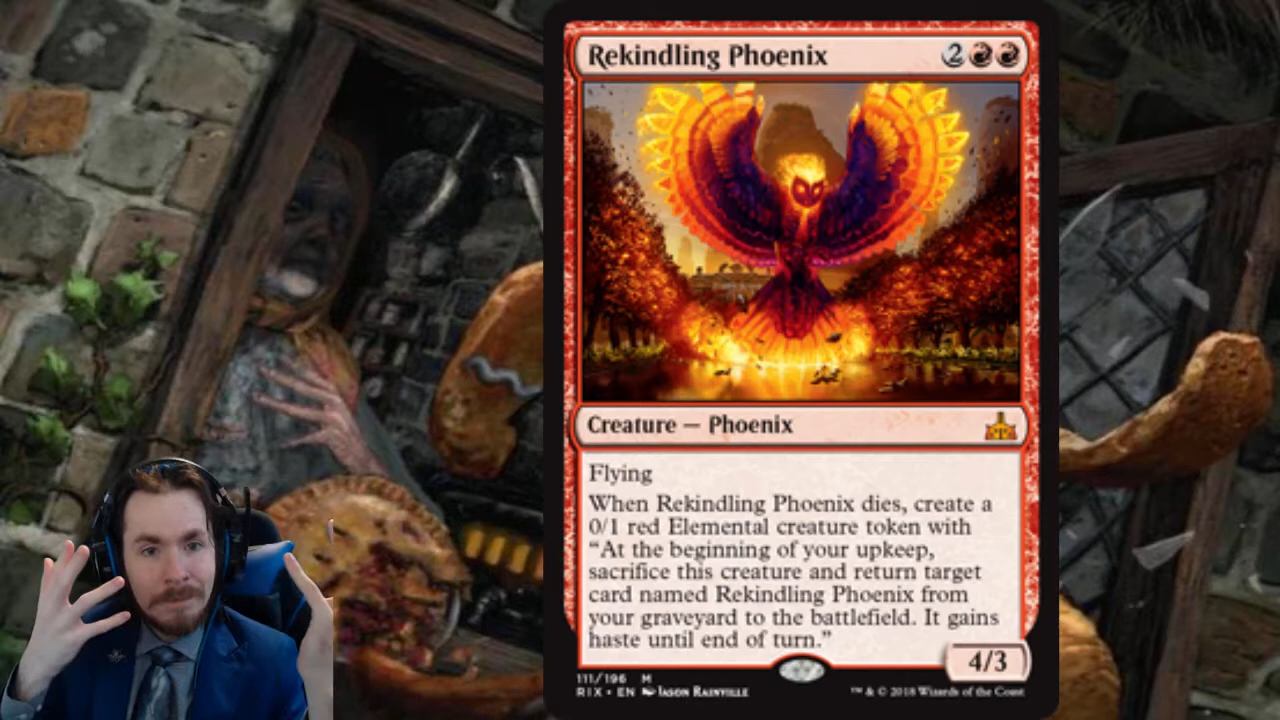 Rekindling Phoenix 2
Creature — Phoenix
Flying
When Rekindling Phoenix dies, create a
0/1 red Elemental creature token with
“At the beginning of your upkeep,
sacrifice this creature and return target
card named Rekindling Phoenix from
your graveyard to the battlefield. It gains
haste until end of turn.”
4/3
111/196 M
RIX • EN Jason Rainville
™ & © 2018 Wizards of the Coast